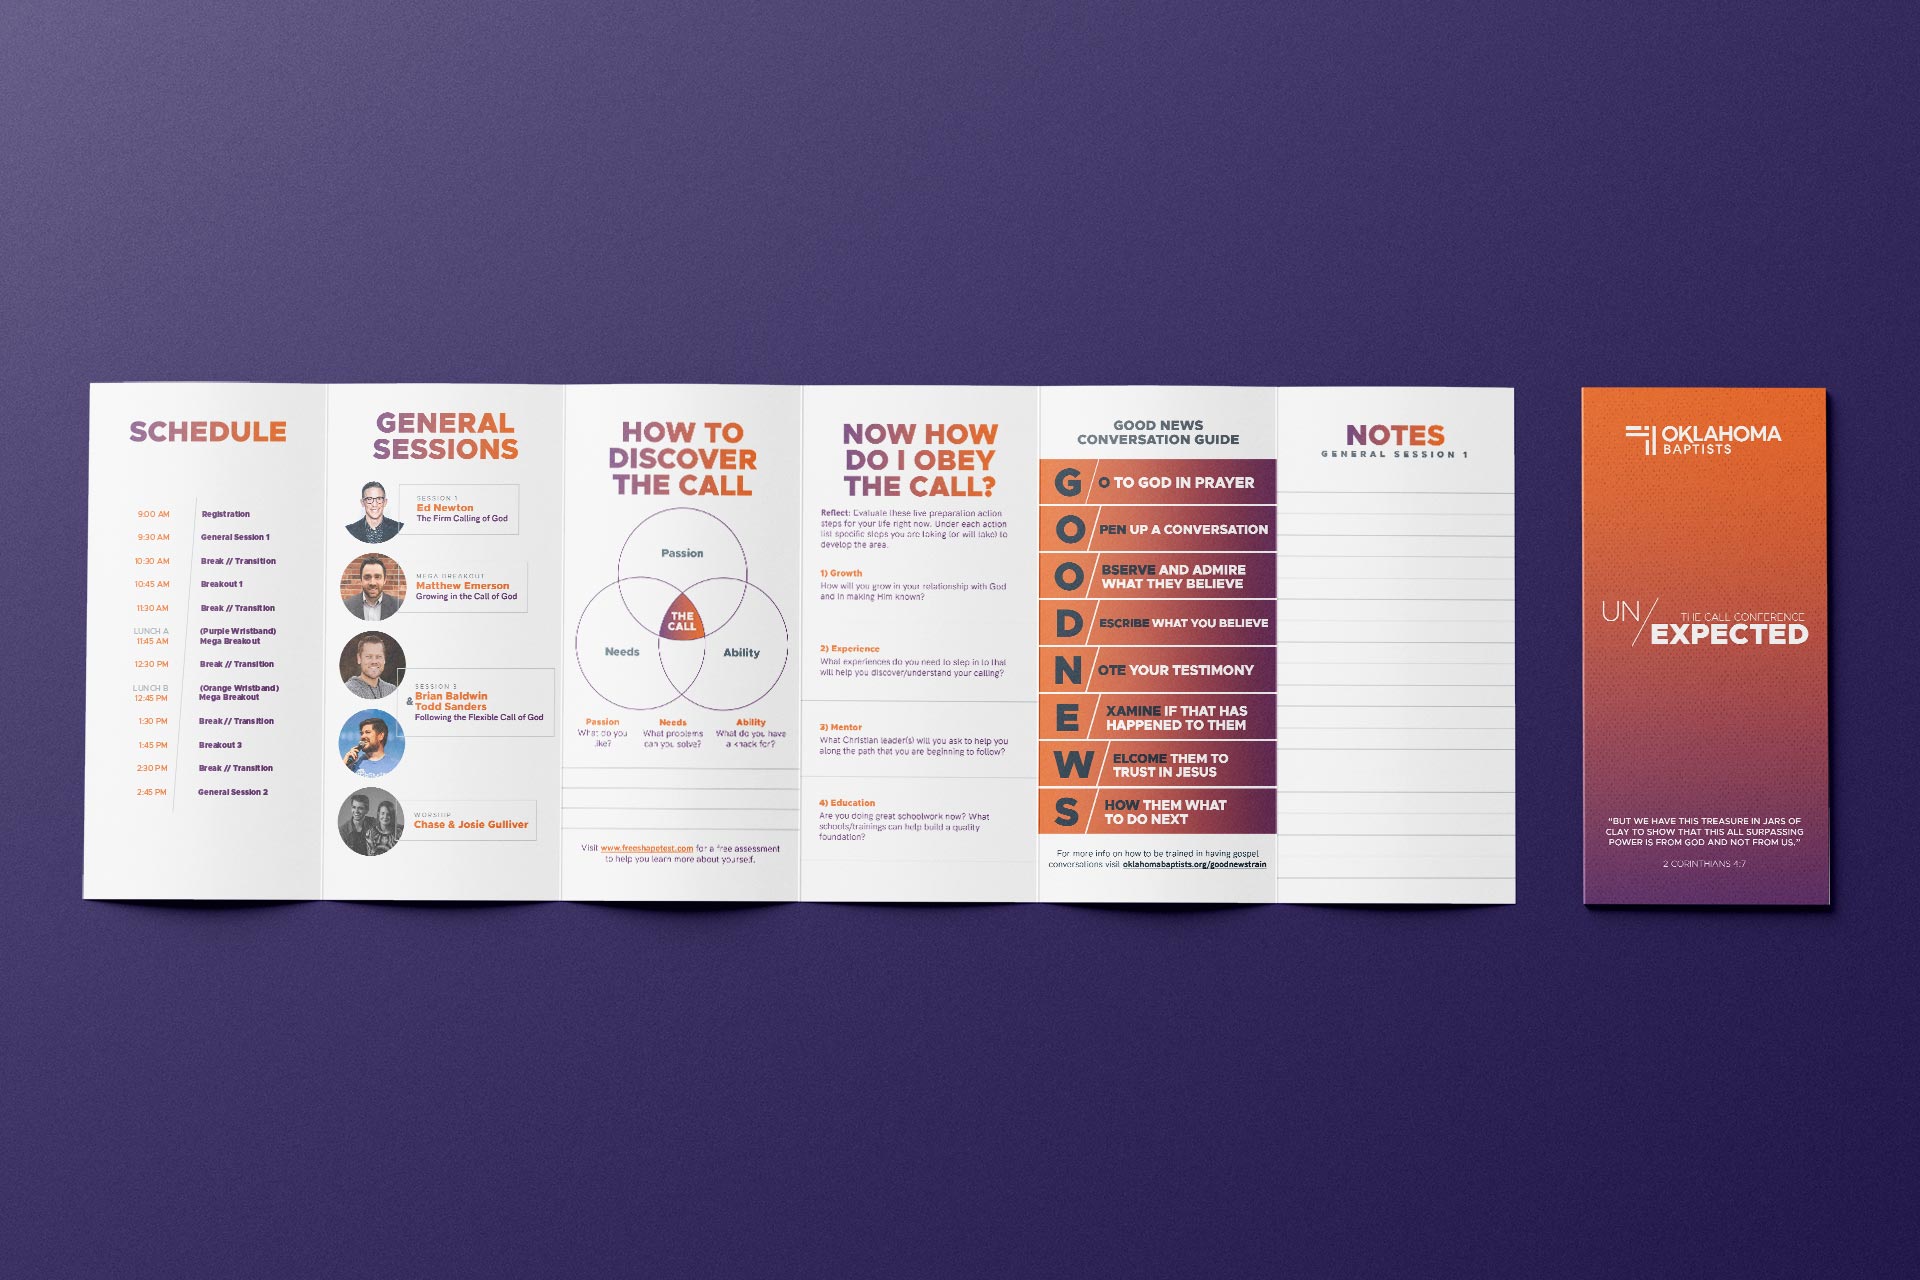 SCHEDULE
9:00 AM Registration
9:30 AM General Session 1
10:30 AM Break // Transition
10:45 AM Breakout 1
11:30 AM Break // Transition
LUNCH A (Purple Wristband)
11:45 AM Mega Breakout
12:30 PM Break // Transition
LUNCH B (Orange Wristband)
12:45 PM Mega Breakout
1:30 PM Break // Transition
1:45 PM Breakout 3
2:30 PM Break // Transition
2:45 PM General Session 2
GENERAL
SESSIONS
SESSION 1
Ed Newton
The Firm Calling of God
MEGA BREAKOUT
Matthew Emerson
Growing in the Call of God
SESSION 3
Brian Baldwin
& Todd Sanders
Following the Flexible Call of God
WORSHIP
Chase & Josie Gulliver
HOW TO
DISCOVER
THE CALL
Passion
THE
CALL
Needs
Ability
Passion
What do you
like?
Needs
What problems
can you solve?
Ability
What do you have
a knack for?
Visit www.freeshapetest.com for a free assessment
to help you learn more about yourself.
NOW HOW
DO I OBEY
THE CALL?
Reflect: Evaluate these five preparation action
steps for your life right now. Under each action
list specific steps you are taking (or will take) to
develop the area.
1) Growth
How will you grow in your relationship with God
and in making Him known?
2) Experience
What experiences do you need to step in to that
will help you discover/understand your calling?
3) Mentor
What Christian leader(s) will you ask to help you
along the path that you are beginning to follow?
4) Education
Are you doing great schoolwork now? What
schools/trainings can help build a quality
foundation?
GOOD NEWS
CONVERSATION GUIDE
G / O TO GOD IN PRAYER
O / PEN UP A CONVERSATION
O / BSERVE AND ADMIRE
WHAT THEY BELIEVE
D / ESCRIBE WHAT YOU BELIEVE
N / OTE YOUR TESTIMONY
E / XAMINE IF THAT HAS
HAPPENED TO THEM
W / ELCOME THEM TO
TRUST IN JESUS
S / HOW THEM WHAT
TO DO NEXT
For more info on how to be trained in having gospel
conversations visit oklahomabaptists.org/goodnewstrain
NOTES
GENERAL SESSION 1
OKLAHOMA
BAPTISTS
UN/
THE CALL CONFERENCE
EXPECTED
"BUT WE HAVE THIS TREASURE IN JARS OF
CLAY TO SHOW THAT THIS ALL SURPASSING
POWER IS FROM GOD AND NOT FROM US."
2 CORINTHIANS 4:7